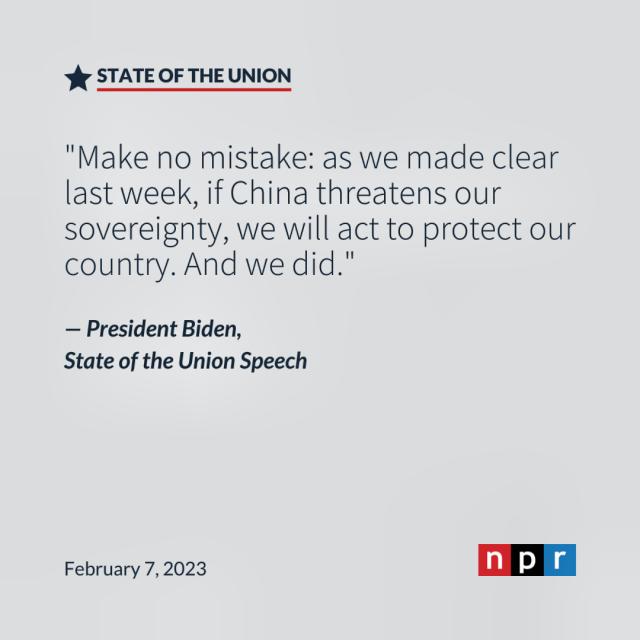 STATE OF THE UNION
"Make no mistake: as we made clear
last week, if China threatens our
sovereignty, we will act to protect our
country. And we did."
— President Biden,
State of the Union Speech
February 7, 2023
npr